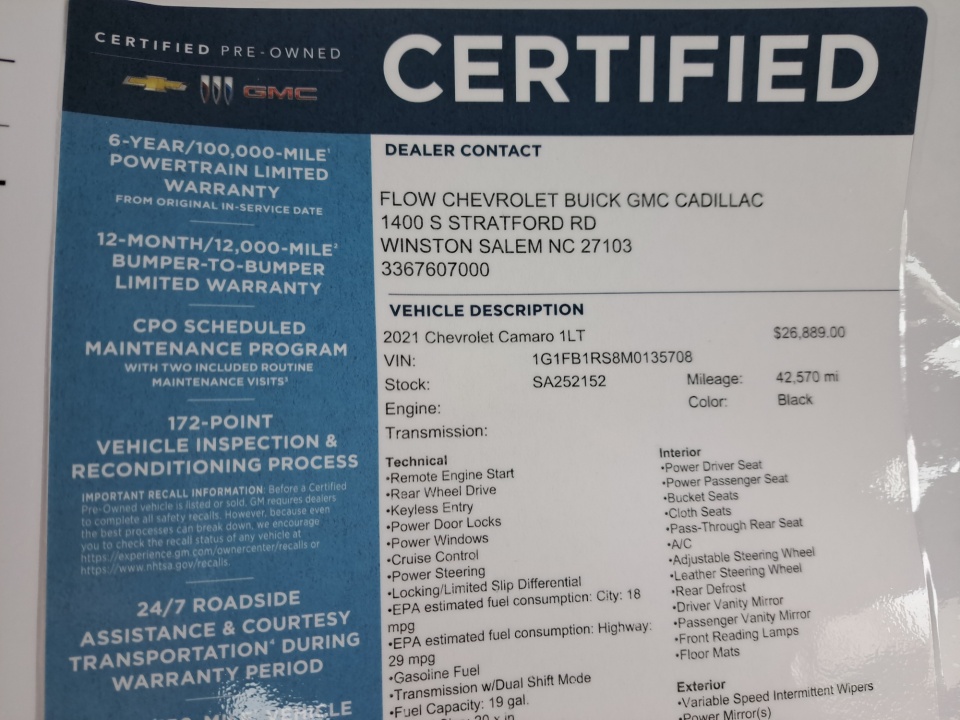 CERTIFIED PRE-OWNED
GMC
CERTIFIED
6-YEAR/100,000-MILE¹
POWERTRAIN LIMITED
WARRANTY
FROM ORIGINAL IN-SERVICE DATE
12-MONTH/12,000-MILE²
BUMPER-TO-BUMPER
LIMITED WARRANTY
CPO SCHEDULED
MAINTENANCE PROGRAM
WITH TWO INCLUDED ROUTINE
MAINTENANCE VISITS³
172-POINT
VEHICLE INSPECTION &
RECONDITIONING PROCESS
IMPORTANT RECALL INFORMATION: Before a Certified
Pre-Owned vehicle is listed or sold, GM requires dealers
to complete all safety recalls. However, because even
the best processes can break down, we encourage
you to check the recall status of any vehicle at
https://experience.gm.com/ownercenter/recalls or
https://www.nhtsa.gov/recalls.
24/7 ROADSIDE
ASSISTANCE & COURTESY
TRANSPORTATION⁴ DURING
WARRANTY PERIOD
VEHICLE
DEALER CONTACT
FLOW CHEVROLET BUICK GMC CADILLAC
1400 S STRATFORD RD
WINSTON SALEM NC 27103
3367607000
VEHICLE DESCRIPTION
2021 Chevrolet Camaro 1LT $26,889.00
VIN: 1G1FB1RS8M0135708
Stock: SA252152 Mileage: 42,570 mi
Engine: Color: Black
Transmission:
Technical
•Remote Engine Start
•Rear Wheel Drive
•Keyless Entry
•Power Door Locks
•Power Windows
•Cruise Control
•Power Steering
•Locking/Limited Slip Differential
•EPA estimated fuel consumption: City: 18
mpg
•EPA estimated fuel consumption: Highway:
29 mpg
•Gasoline Fuel
•Transmission w/Dual Shift Mode
•Fuel Capacity: 19 gal.
20 x in
Interior
•Power Driver Seat
•Power Passenger Seat
•Bucket Seats
•Cloth Seats
•Pass-Through Rear Seat
•A/C
•Adjustable Steering Wheel
•Leather Steering Wheel
•Rear Defrost
•Driver Vanity Mirror
•Passenger Vanity Mirror
•Front Reading Lamps
•Floor Mats
Exterior
•Variable Speed Intermittent Wipers
•Power Mirror(s)